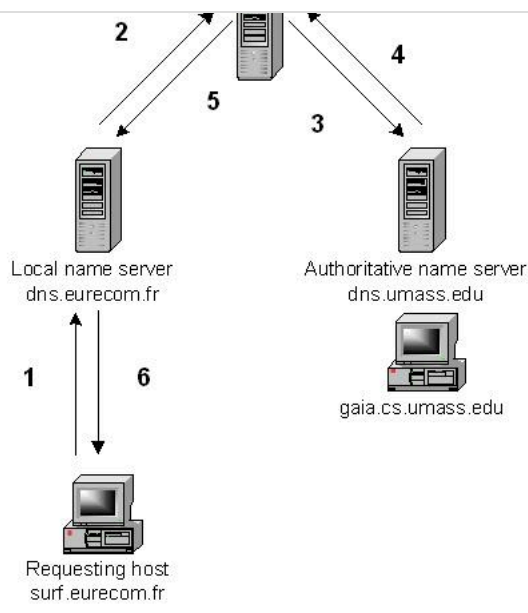 2
4
5
3
Local name server
dns.eurecom.fr
Authoritative name server
dns.umass.edu
1
6
gaia.cs.umass.edu
Requesting host
surf.eurecom.fr